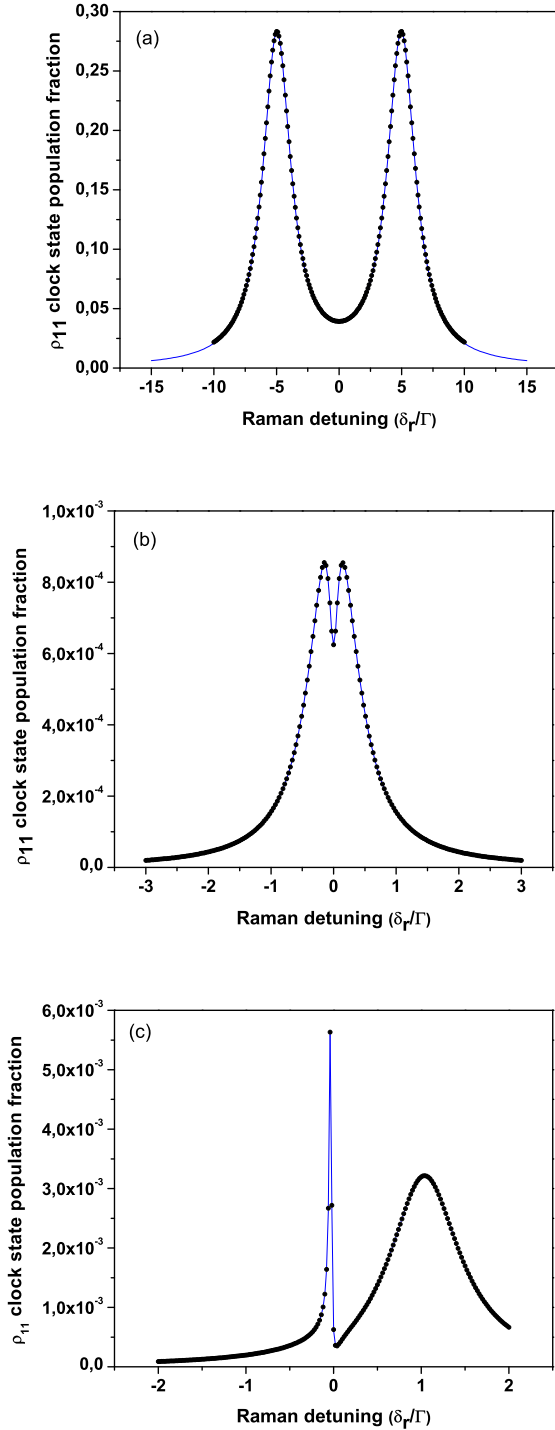 (a)
0,30
0,25
0,20
0,15
0,10
0,05
0,00
ρ11 clock state population fraction
-15 -10 -5 0 5 10 15
Raman detuning (δr/Γ)
(b)
1,0x10-3
8,0x10-4
6,0x10-4
4,0x10-4
2,0x10-4
0,0
ρ11 clock state population fraction
-3 -2 -1 0 1 2 3
Raman detuning (δr/Γ)
(c)
6,0x10-3
5,0x10-3
4,0x10-3
3,0x10-3
2,0x10-3
1,0x10-3
0,0
ρ11 clock state population fraction
-2 -1 0 1 2
Raman detuning (δr/Γ)